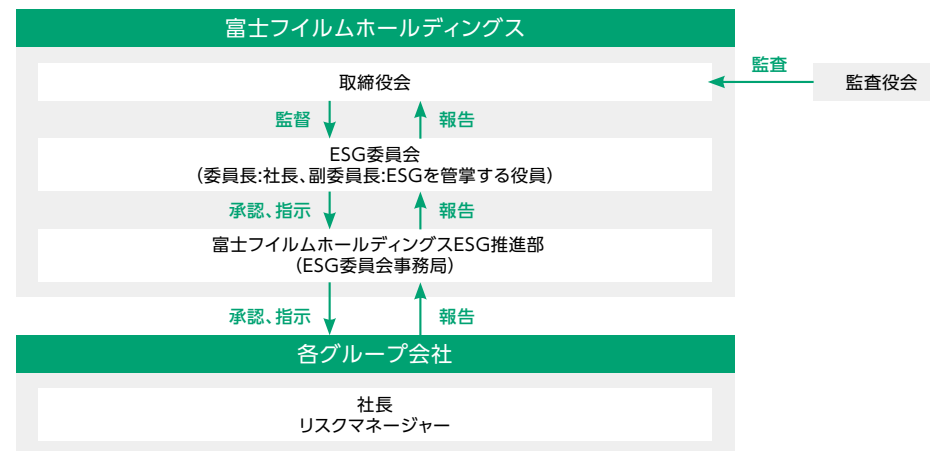 富士フイルムホールディングス
取締役会
監査
監査役会
監督
報告
ESG委員会
(委員長:社長、副委員長:ESGを管掌する役員)
承認、指示
報告
富士フイルムホールディングスESG推進部
(ESG委員会事務局)
承認、指示
報告
各グループ会社
社長
リスクマネージャー